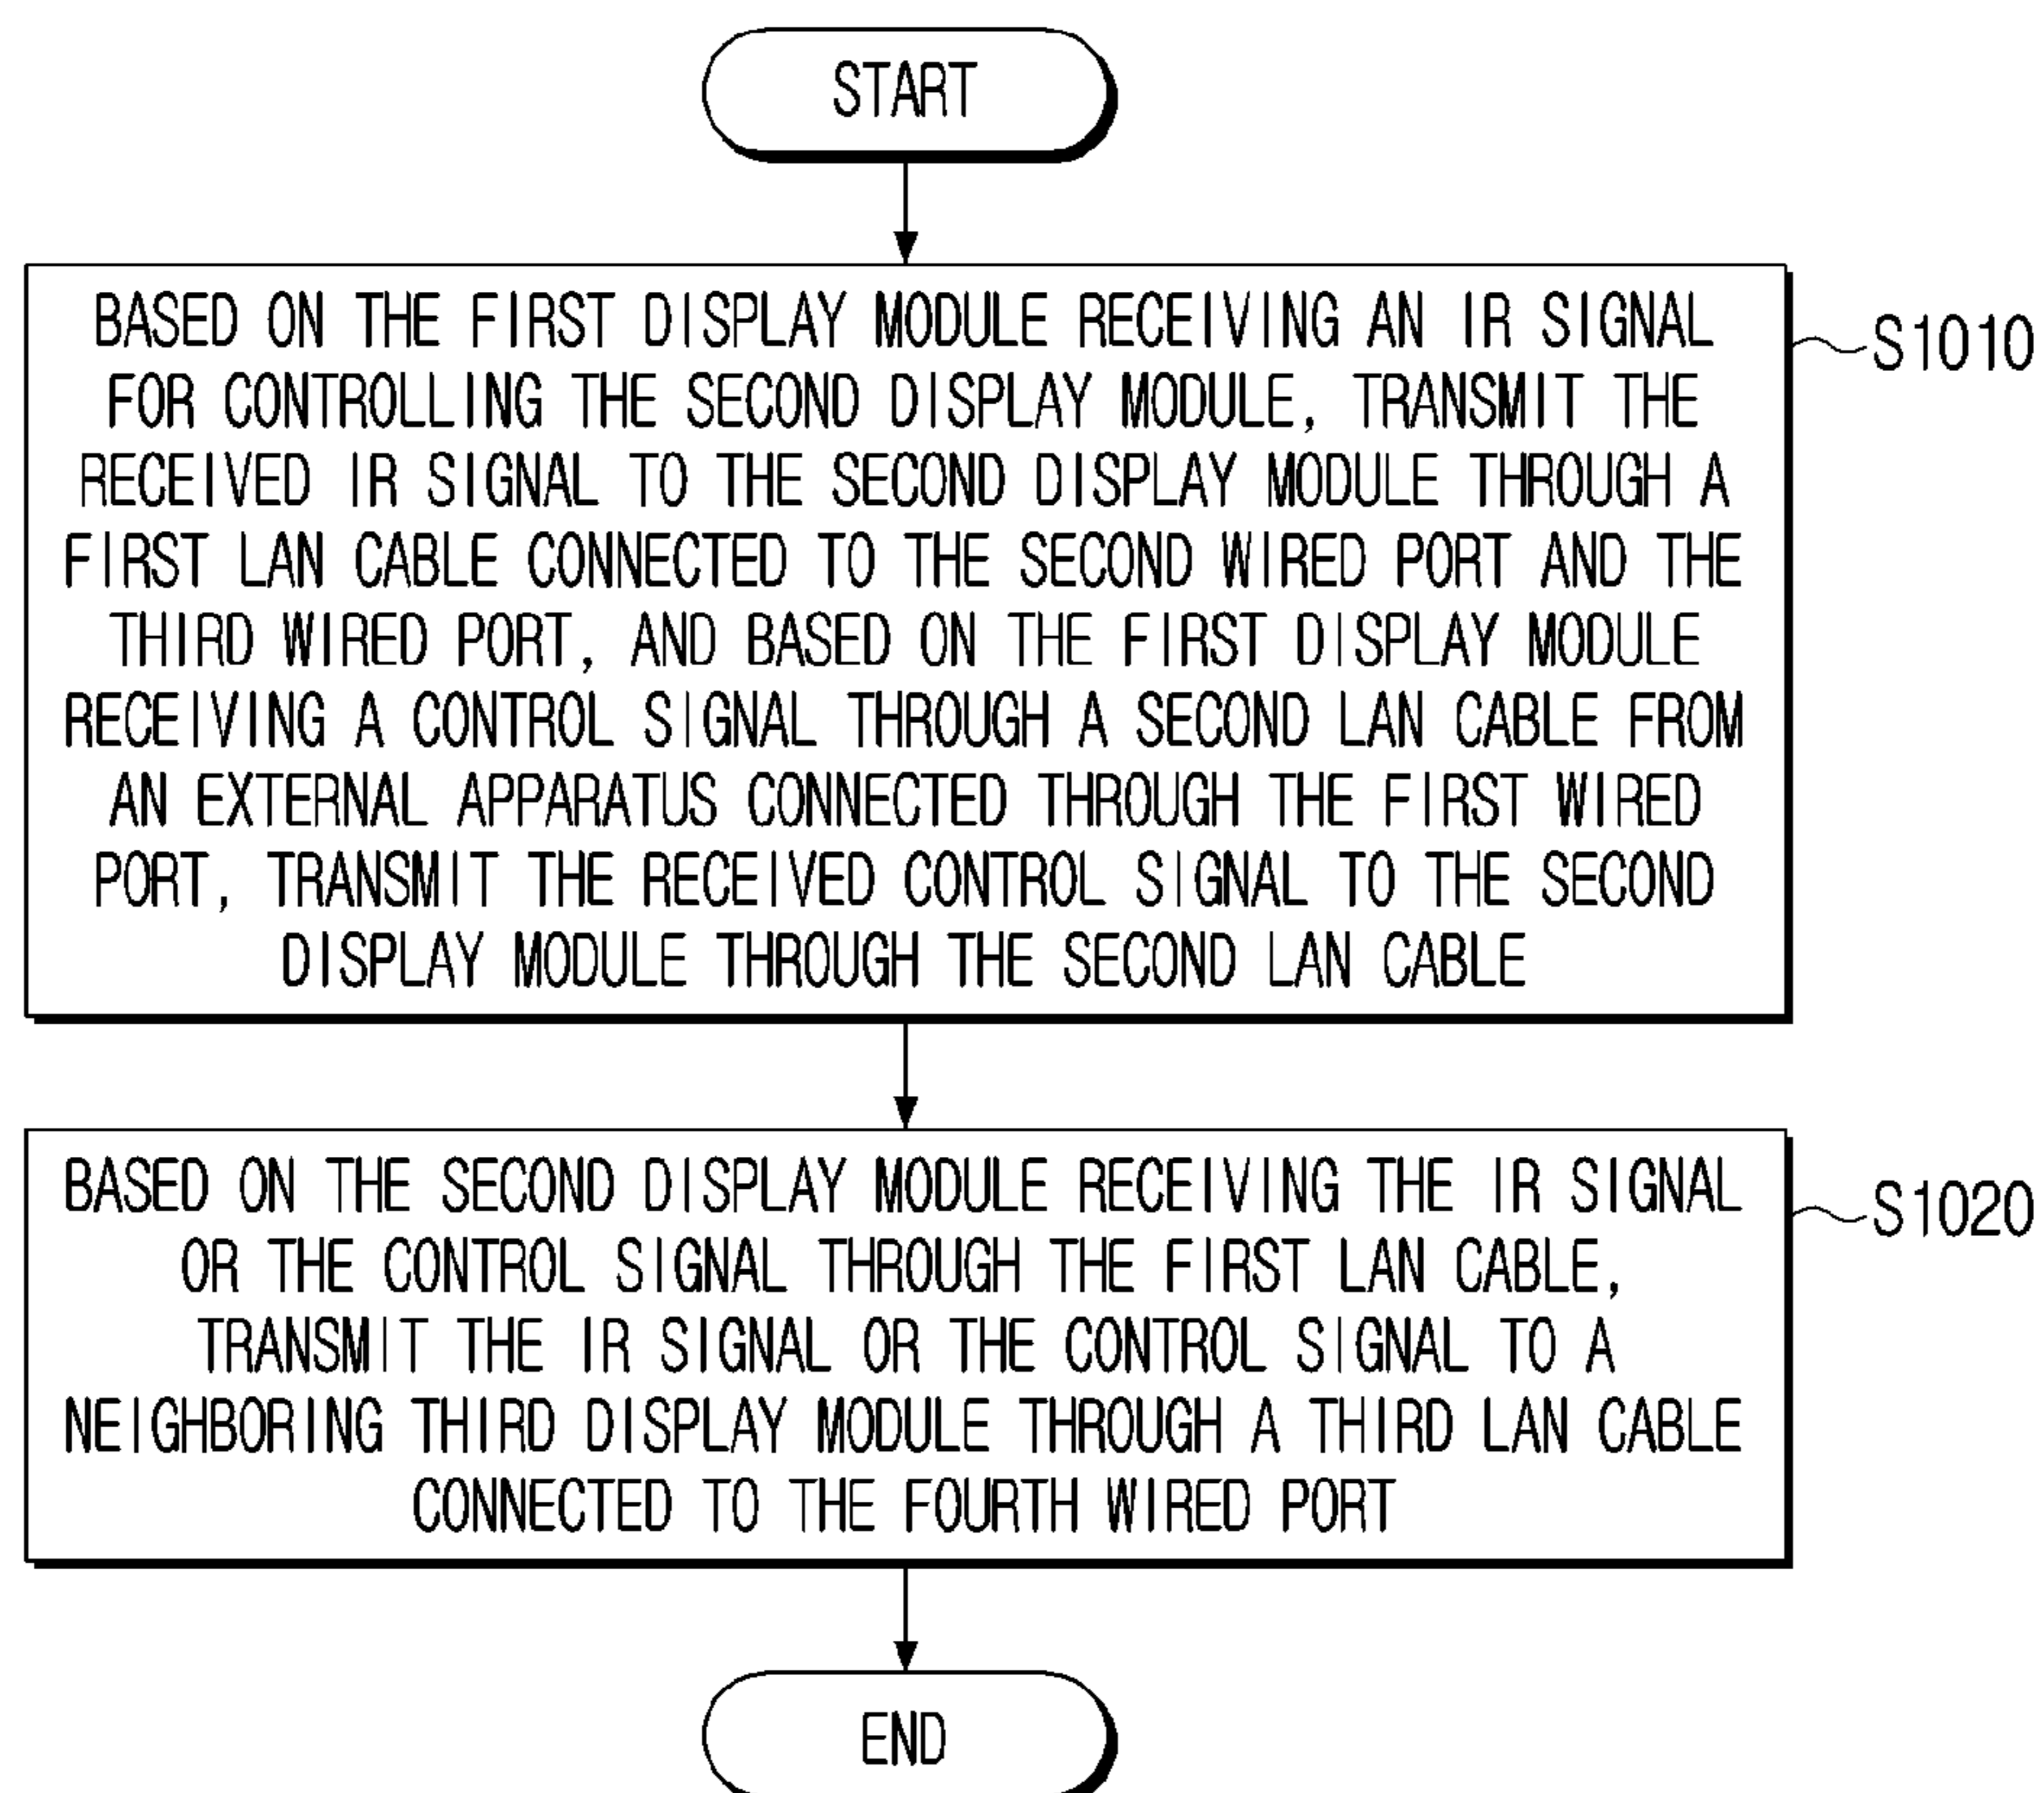 START
BASED ON THE FIRST DISPLAY MODULE RECEIVING AN IR SIGNAL
FOR CONTROLLING THE SECOND DISPLAY MODULE, TRANSMIT THE
RECEIVED IR SIGNAL TO THE SECOND DISPLAY MODULE THROUGH A
FIRST LAN CABLE CONNECTED TO THE SECOND WIRED PORT AND THE
THIRD WIRED PORT, AND BASED ON THE FIRST DISPLAY MODULE
RECEIVING A CONTROL SIGNAL THROUGH A SECOND LAN CABLE FROM
AN EXTERNAL APPARATUS CONNECTED THROUGH THE FIRST WIRED
PORT, TRANSMIT THE RECEIVED CONTROL SIGNAL TO THE SECOND
DISPLAY MODULE THROUGH THE SECOND LAN CABLE
S1010
BASED ON THE SECOND DISPLAY MODULE RECEIVING THE IR SIGNAL
OR THE CONTROL SIGNAL THROUGH THE FIRST LAN CABLE,
TRANSMIT THE IR SIGNAL OR THE CONTROL SIGNAL TO A
NEIGHBORING THIRD DISPLAY MODULE THROUGH A THIRD LAN CABLE
CONNECTED TO THE FOURTH WIRED PORT
S1020
END